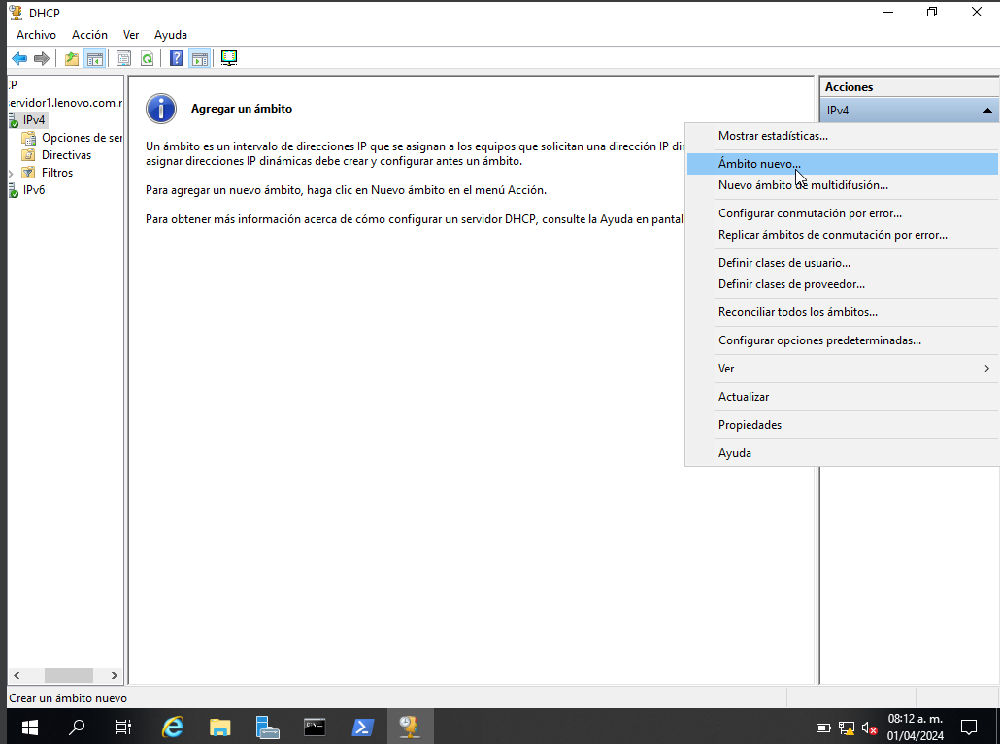 DHCP
Archivo Acción Ver Ayuda
Acciones
ervidor1.lenovo.com.r
IPv4
IPv4
Opciones de ser
Directivas
Filtros
IPv6
Agregar un ámbito
Un ámbito es un intervalo de direcciones IP que se asignan a los equipos que solicitan una dirección IP
asignar direcciones IP dinámicas debe crear y configurar antes un ámbito.
Para agregar un nuevo ámbito, haga clic en Nuevo ámbito en el menú Acción.
Para obtener más información acerca de cómo configurar un servidor DHCP, consulte la Ayuda en
Mostrar estadísticas...
Ámbito nuevo...
Nuevo ámbito de multidifusión...
Configurar conmutación por error...
Replicar ámbitos de conmutación por error...
Definir clases de usuario...
Definir clases de proveedor...
Reconciliar todos los ámbitos...
Configurar opciones predeterminadas...
Ver
Actualizar
Propiedades
Ayuda
Crear un ámbito nuevo
08:12 a. m.
01/04/2024